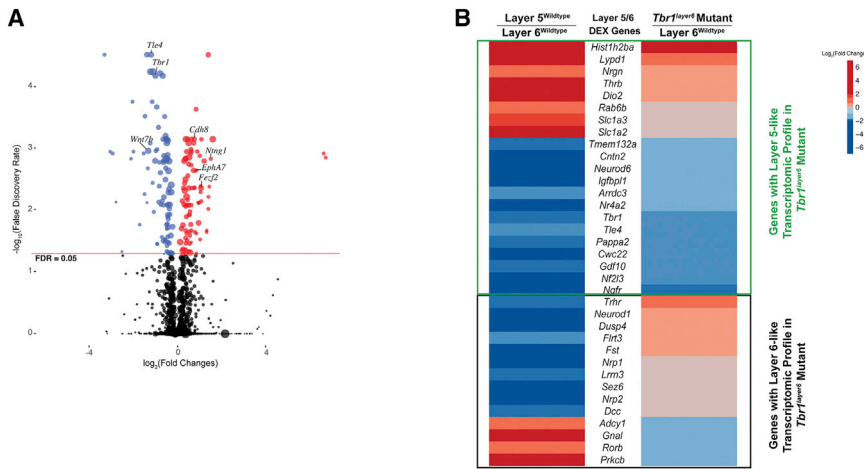 A
Tle4
Tbr1
Wnt7b
Cdh8
Ntng1
EphA7
Fezf2
4
3
2
1
0
-log10(False Discovery Rate)
FDR = 0.05
-4
0
4
log2(Fold Changes)
B
Layer 5Wildtype
Layer 6Wildtype
Layer 5/6
DEX Genes
Tbr1layer6 Mutant
Layer 6Wildtype
Hist1h2ba
Lypd1
Nrgn
Thrb
Dio2
Rab6b
Slc1a3
Slc1a2
Tmem132a
Cntn2
Neurod6
Igfbpl1
Arrdc3
Nr4a2
Tbr1
Tle4
Pappa2
Cwc22
Gdf10
Nf2l3
Ngfr
Trhr
Neurod1
Dusp4
Flrt3
Fst
Nrp1
Lrrn3
Sez6
Nrp2
Dcc
Adcy1
Gnal
Rorb
Prkcb
Genes with Layer 5-like
Transcriptomic Profile in
Tbr1layer6 Mutant
Genes with Layer 6-like
Transcriptomic Profile in
Tbr1layer6 Mutant
Log2(Fold Change)
6
4
2
0
-2
-4
-6